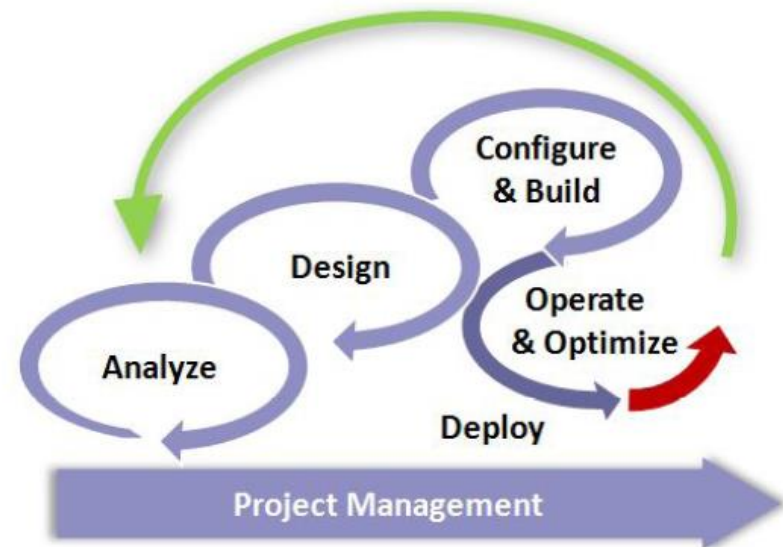 Configure
& Build
Design
Operate
& Optimize
Analyze
Deploy
Project Management